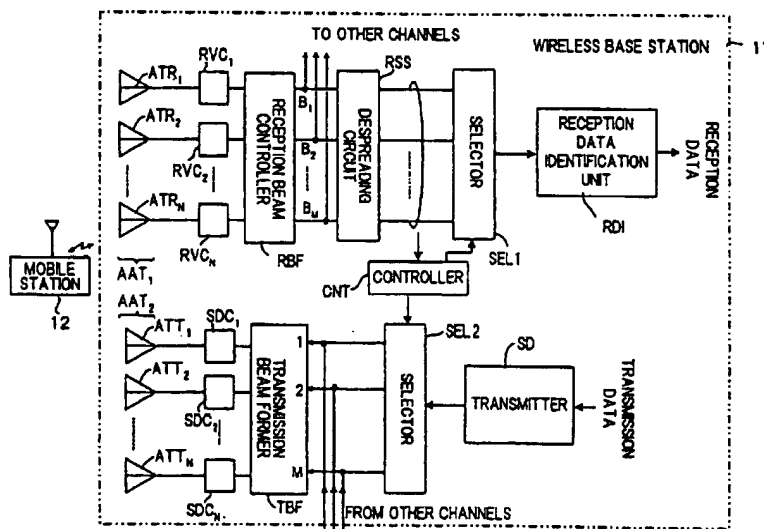 TO OTHER CHANNELS
WIRELESS BASE STATION
RVC1
RSS
ATR1
B1
ATR2
RVC2
B2
ATRN
RVCN
BM
RECEPTION BEAM CONTROLLER
RBF
DESPREADING CIRCUIT
SELECTOR
SEL1
RECEPTION DATA IDENTIFICATION UNIT
RDI
RECEPTION DATA
MOBILE STATION
12
AAT1
AAT2
CONTROLLER
CNT
ATT1
SDC1
ATT2
SDC2
ATTN
SDCN
TRANSMISSION BEAM FORMER
TBF
1
2
M
SELECTOR
SEL2
SD
TRANSMITTER
TRANSMISSION DATA
FROM OTHER CHANNELS